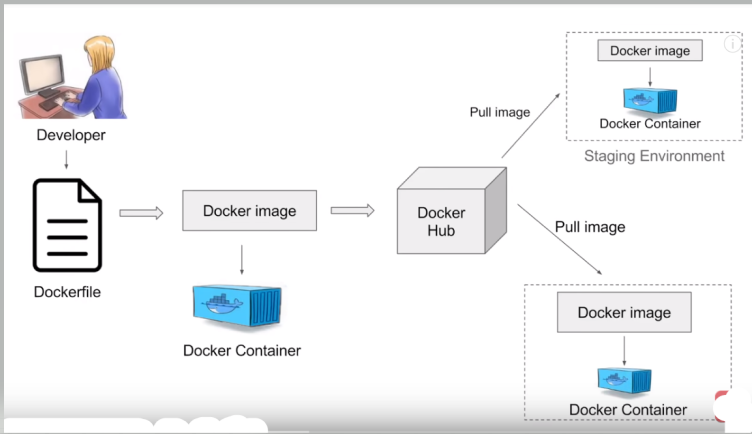 Developer
Dockerfile
Docker image
Docker Container
Docker
Hub
Pull image
Docker image
Docker Container
Staging Environment
Pull image
Docker image
Docker Container